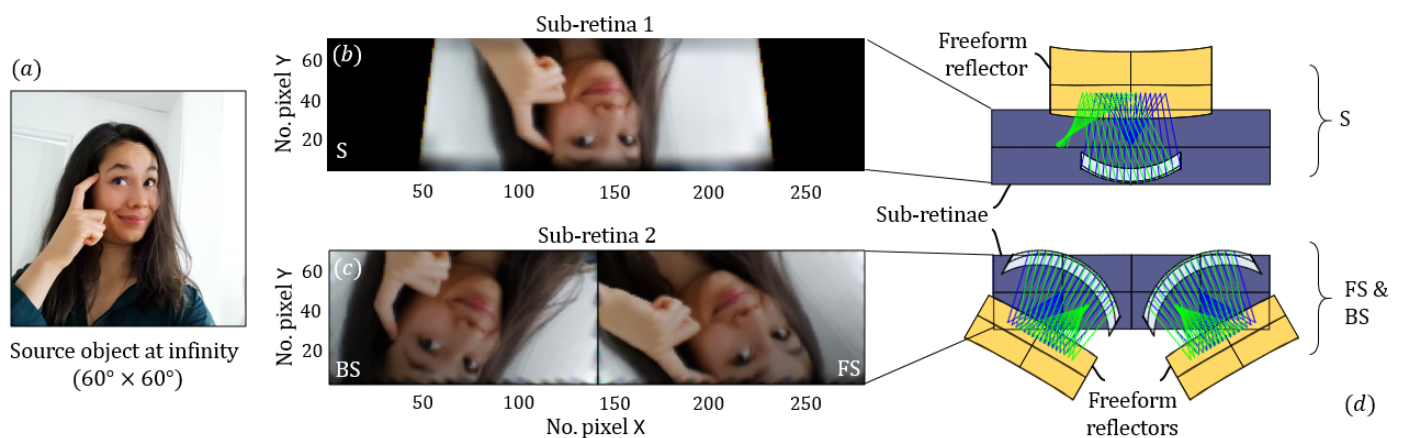 (a)
Source object at infinity
(60° × 60°)
Sub-retina 1
(b)
No. pixel Y
60
40
20
S
50
100
150
200
250
Sub-retina 2
(c)
No. pixel Y
60
40
20
BS
FS
50
100
150
200
250
No. pixel X
Freeform
reflector
S
Sub-retinae
FS &
BS
Freeform
reflectors
(d)